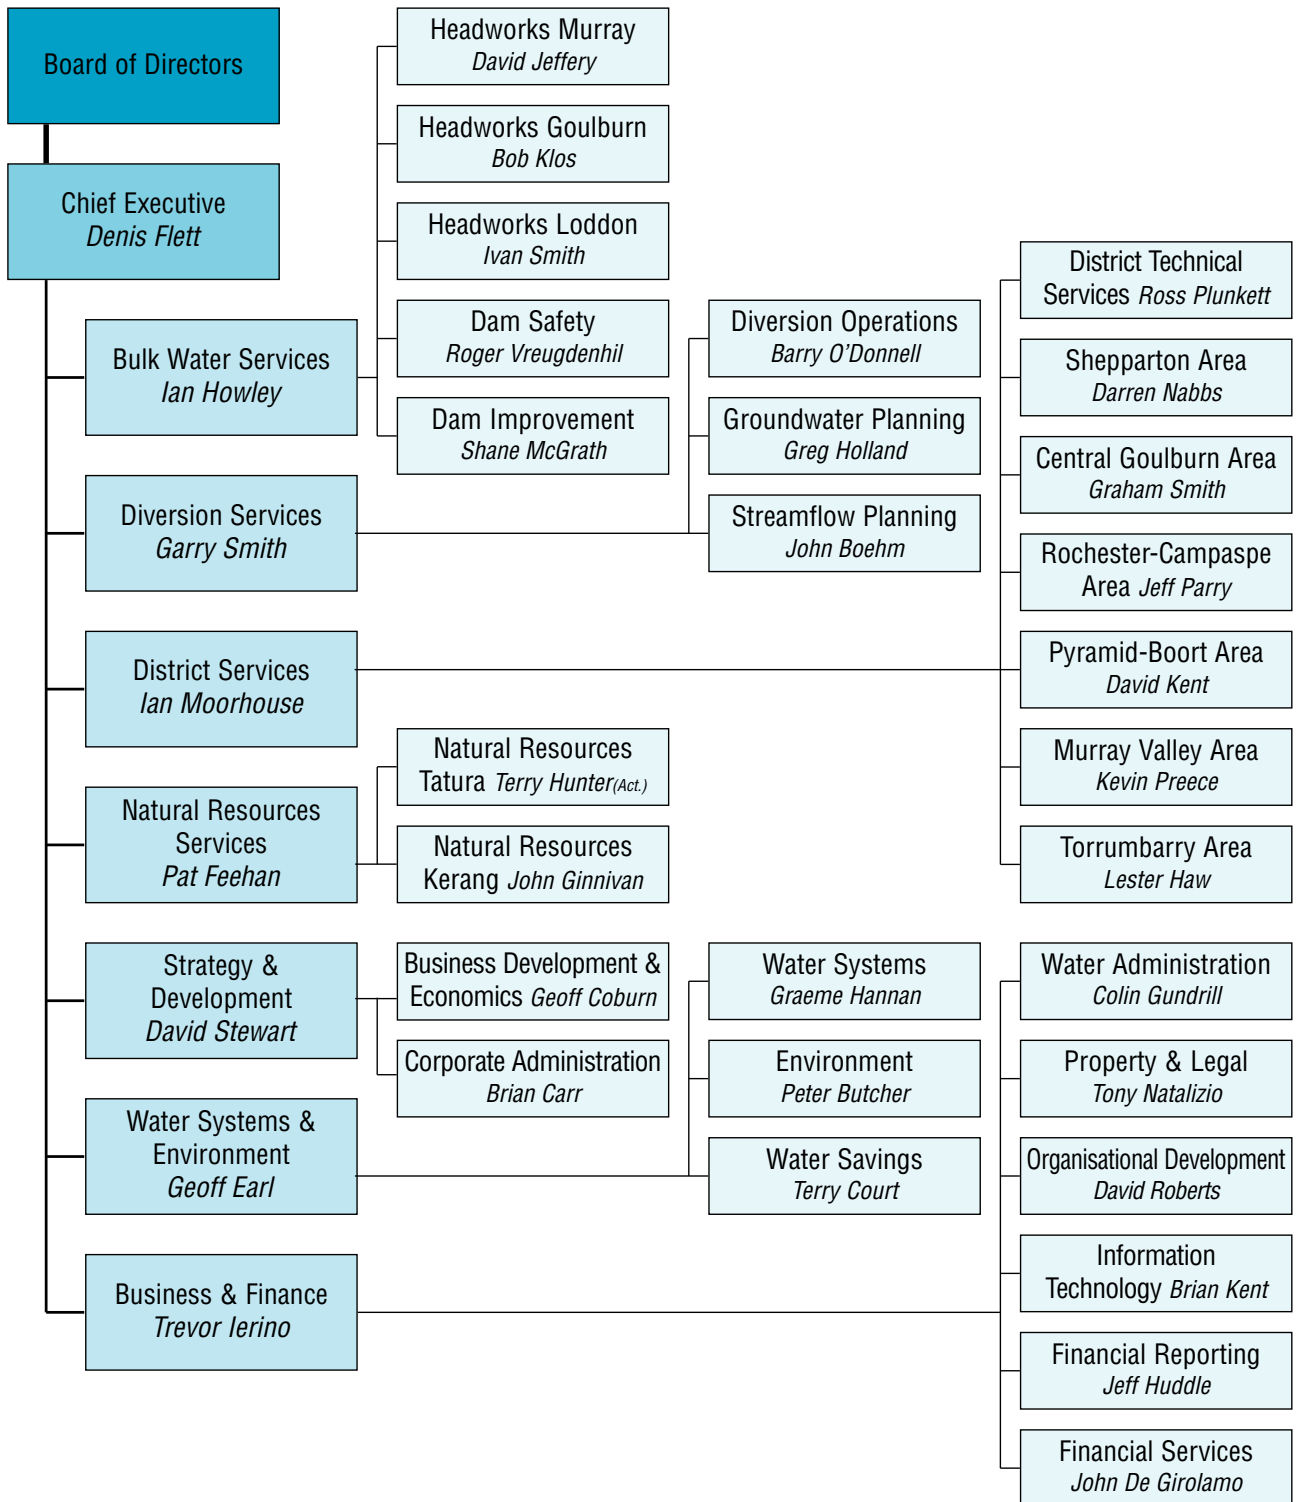 Board of Directors
Chief Executive
Denis Flett
Bulk Water Services
Ian Howley
Headworks Murray
David Jeffery
Headworks Goulburn
Bob Klos
Headworks Loddon
Ivan Smith
Dam Safety
Roger Vreugdenhil
Dam Improvement
Shane McGrath
Diversion Services
Garry Smith
Diversion Operations
Barry O'Donnell
Groundwater Planning
Greg Holland
Streamflow Planning
John Boehm
District Services
Ian Moorhouse
District Technical
Services Ross Plunkett
Shepparton Area
Darren Nabbs
Central Goulburn Area
Graham Smith
Rochester-Campaspe
Area Jeff Parry
Pyramid-Boort Area
David Kent
Murray Valley Area
Kevin Preece
Torrumbarry Area
Lester Haw
Natural Resources
Services
Pat Feehan
Natural Resources
Tatura Terry Hunter(Act.)
Natural Resources
Kerang John Ginnivan
Strategy &
Development
David Stewart
Business Development &
Economics Geoff Coburn
Corporate Administration
Brian Carr
Water Systems &
Environment
Geoff Earl
Water Systems
Graeme Hannan
Environment
Peter Butcher
Water Savings
Terry Court
Business & Finance
Trevor Ierino
Water Administration
Colin Gundrill
Property & Legal
Tony Natalizio
Organisational Development
David Roberts
Information
Technology Brian Kent
Financial Reporting
Jeff Huddle
Financial Services
John De Girolamo